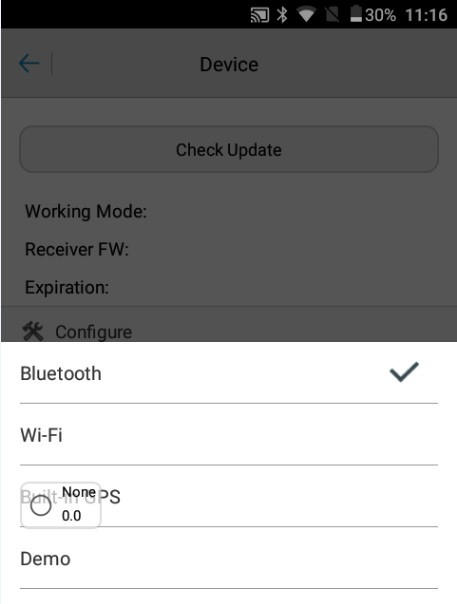 30% 11:16
Device
Check Update
Working Mode:
Receiver FW:
Expiration:
Configure
Bluetooth
Wi-Fi
Built-in GPS
None
0.0
Demo